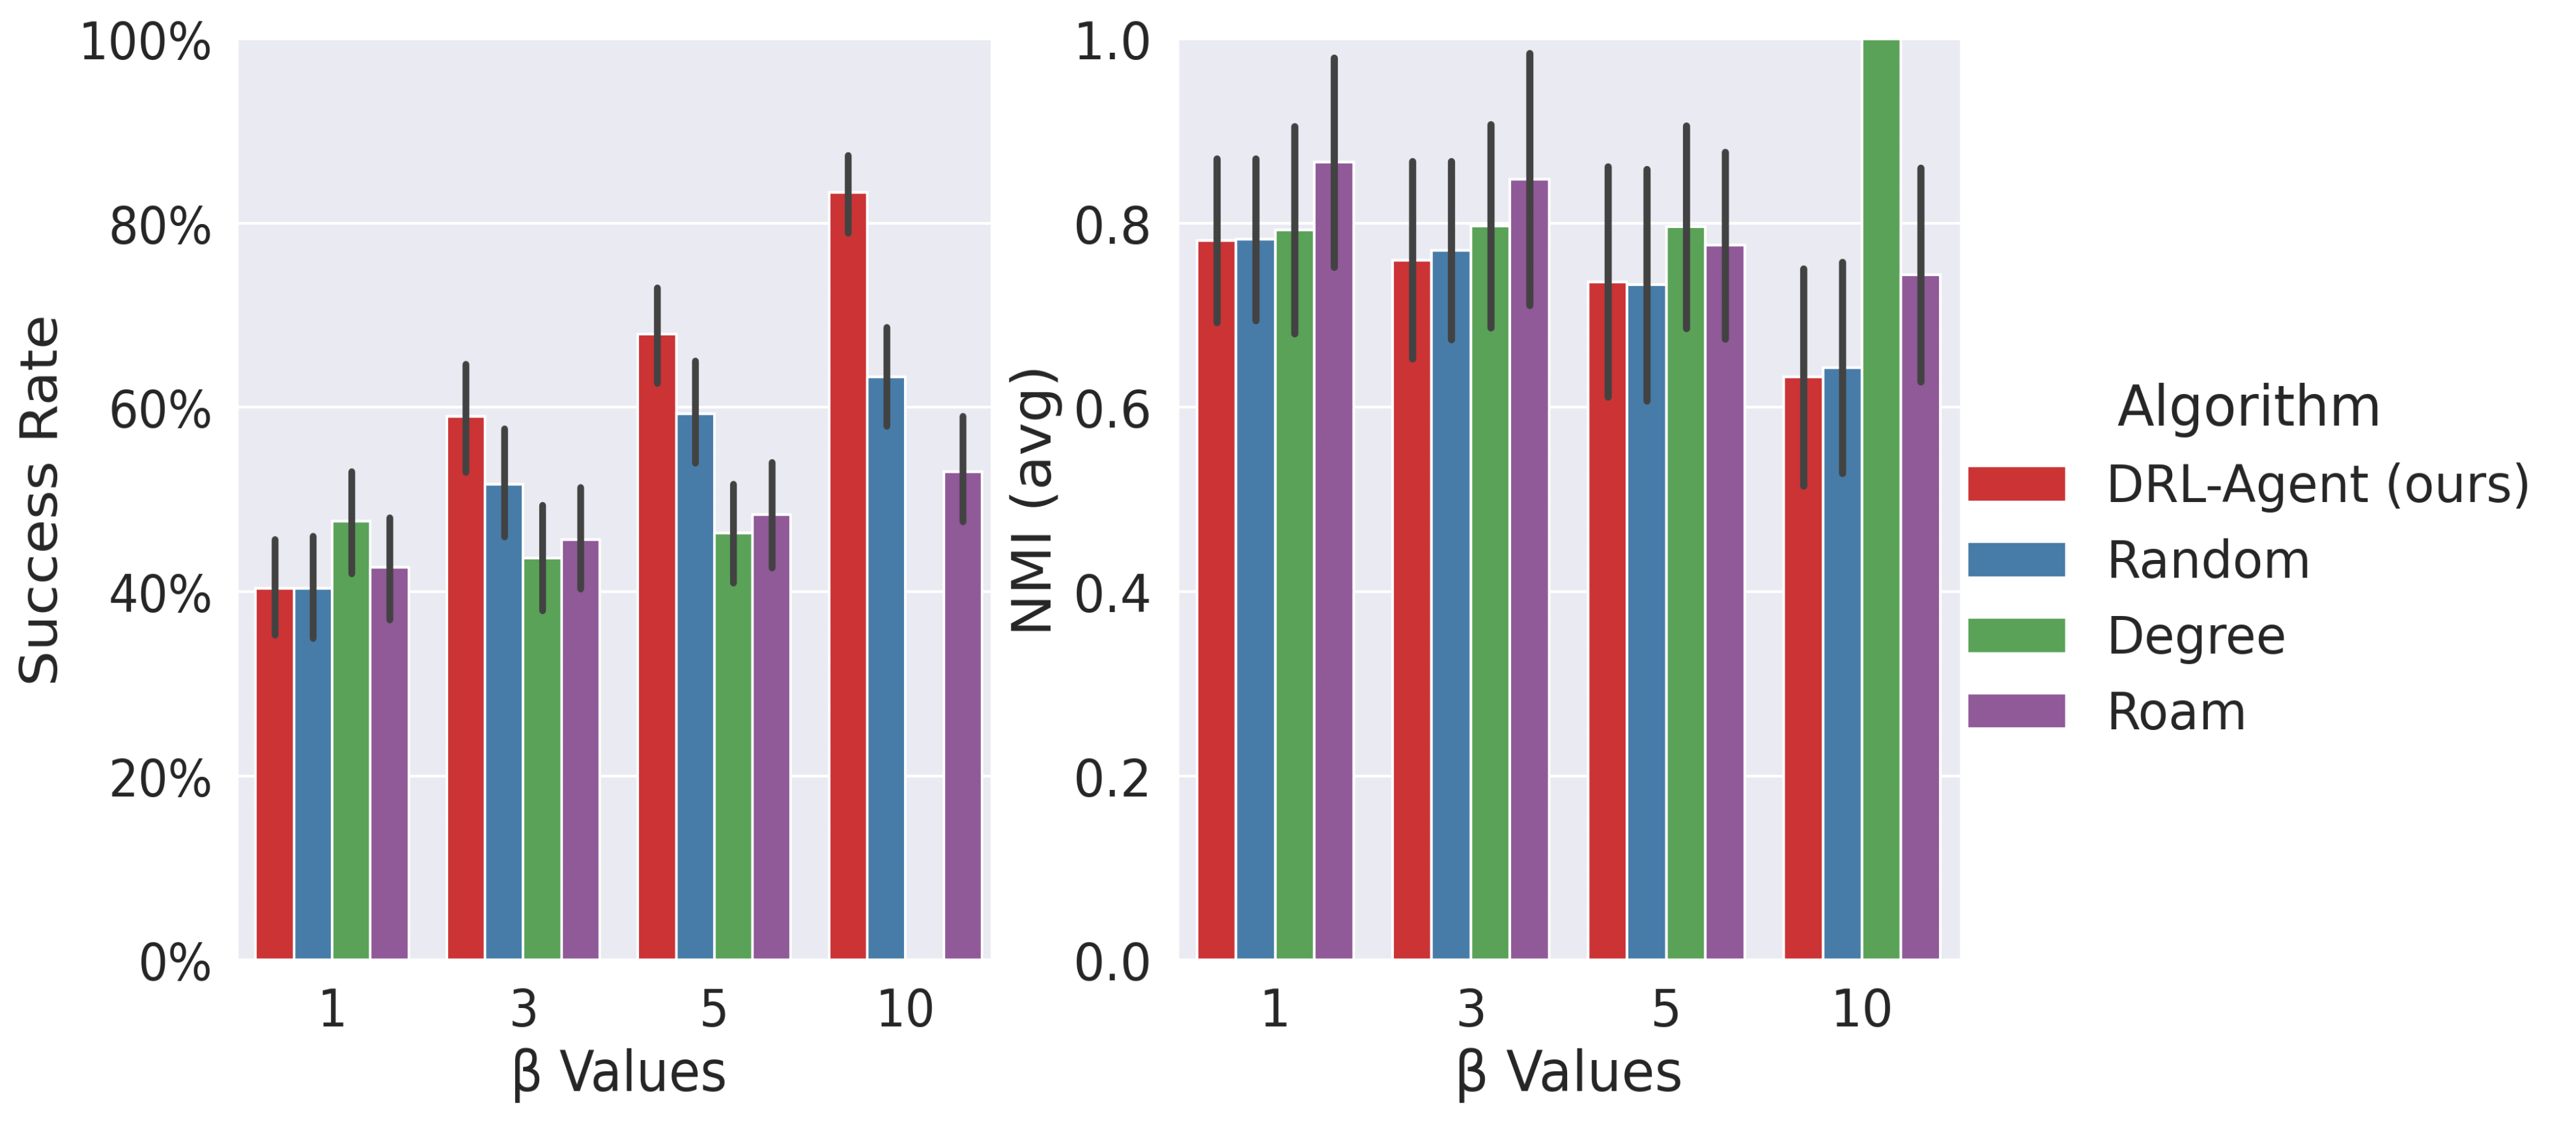 100%
80%
60%
40%
20%
0%
Success Rate
1 3 5 10
β Values
1.0
0.8
0.6
0.4
0.2
0.0
NMI (avg)
1 3 5 10
β Values
Algorithm
DRL-Agent (ours)
Random
Degree
Roam